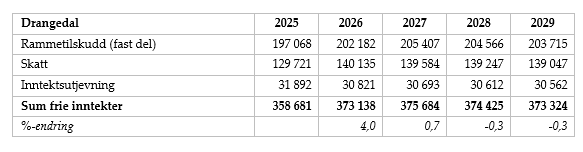 Drangedal 2025 2026 2027 2028 2029
Rammetilskudd (fast del) 197 068 202 182 205 407 204 566 203 715
Skatt 129 721 140 135 139 584 139 247 139 047
Inntektsutjevning 31 892 30 821 30 693 30 612 30 562
Sum frie inntekter 358 681 373 138 375 684 374 425 373 324
%-endring 4,0 0,7 -0,3 -0,3